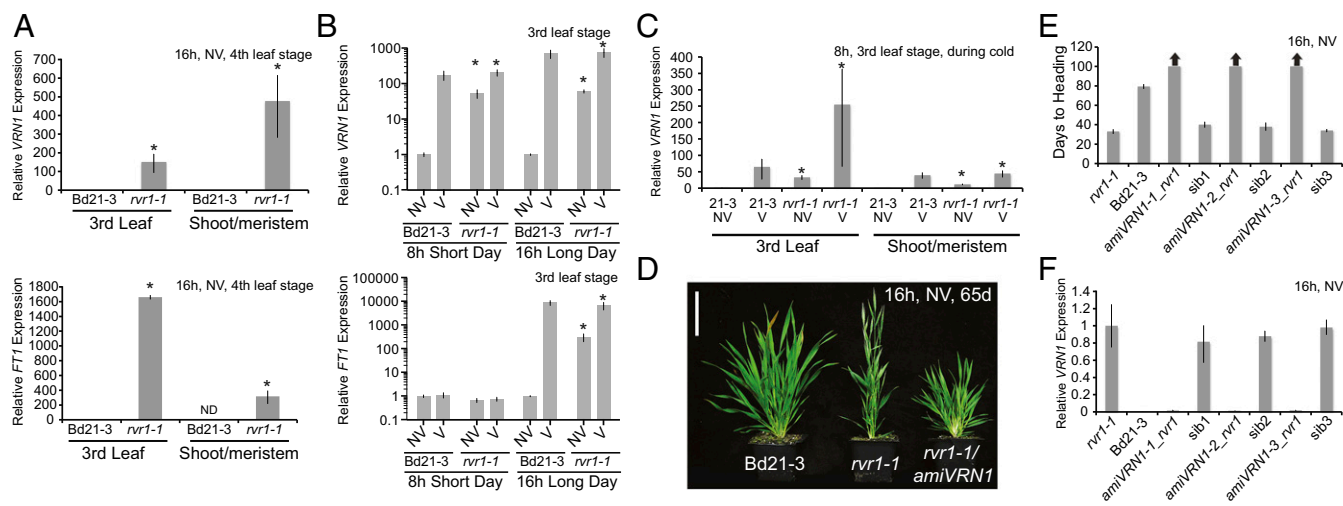 A
16h, NV, 4th leaf stage
Relative VRN1 Expression
700
600
500
400
300
200
100
0
*
*
Bd21-3
rvr1-1
Bd21-3
rvr1-1
3rd Leaf
Shoot/meristem
16h, NV, 4th leaf stage
Relative FT1 Expression
1800
1600
1400
1200
1000
800
600
400
200
0
*
ND
*
Bd21-3
rvr1-1
Bd21-3
rvr1-1
3rd Leaf
Shoot/meristem
B
3rd leaf stage
Relative VRN1 Expression
1000
100
10
1
0.1
* * * *
NV V NV V NV V NV V
Bd21-3
rvr1-1
Bd21-3
rvr1-1
8h Short Day
16h Long Day
3rd leaf stage
Relative FT1 Expression
100000
10000
1000
100
10
1
0.1
* *
NV V NV V NV V NV V
Bd21-3
rvr1-1
Bd21-3
rvr1-1
8h Short Day
16h Long Day
C
8h, 3rd leaf stage, during cold
Relative VRN1 Expression
400
350
300
250
200
150
100
50
0
* * * *
21-3 21-3 rvr1-1 rvr1-1 21-3 21-3 rvr1-1 rvr1-1
NV V NV V NV V NV V
3rd Leaf
Shoot/meristem
D
16h, NV, 65d
Bd21-3
rvr1-1
rvr1-1/
amiVRN1
E
16h, NV
Days to Heading
120
100
80
60
40
20
0
rvr1-1
Bd21-3
amiVRN1-1_rvr1
sib1
amiVRN1-2_rvr1
sib2
amiVRN1-3_rvr1
sib3
F
16h, NV
Relative VRN1 Expression
1.4
1.2
1
0.8
0.6
0.4
0.2
0
rvr1-1
Bd21-3
amiVRN1-1_rvr1
sib1
amiVRN1-2_rvr1
sib2
amiVRN1-3_rvr1
sib3